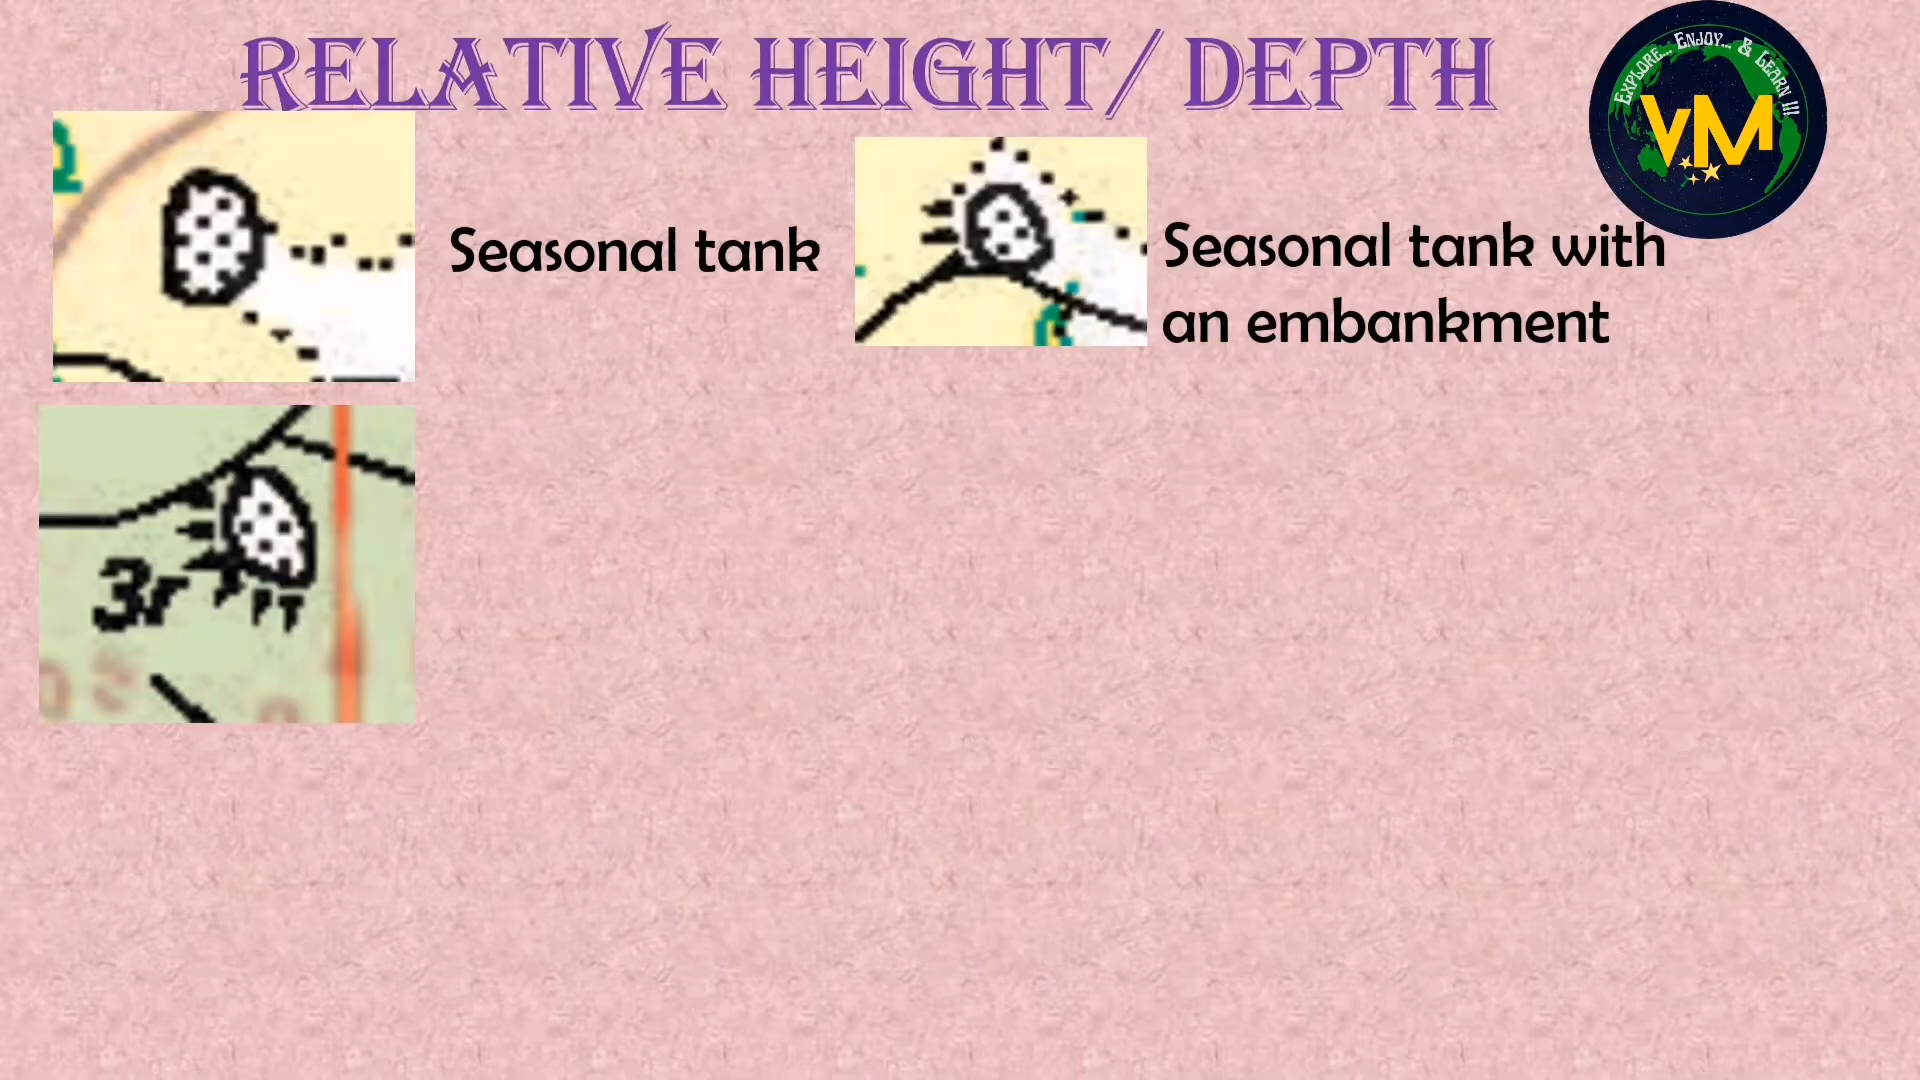 RELATIVE HEIGHT/ DEPTH
EXPLORE... ENJOY... & LEARN !!!
VM
Seasonal tank
Seasonal tank with
an embankment
3r